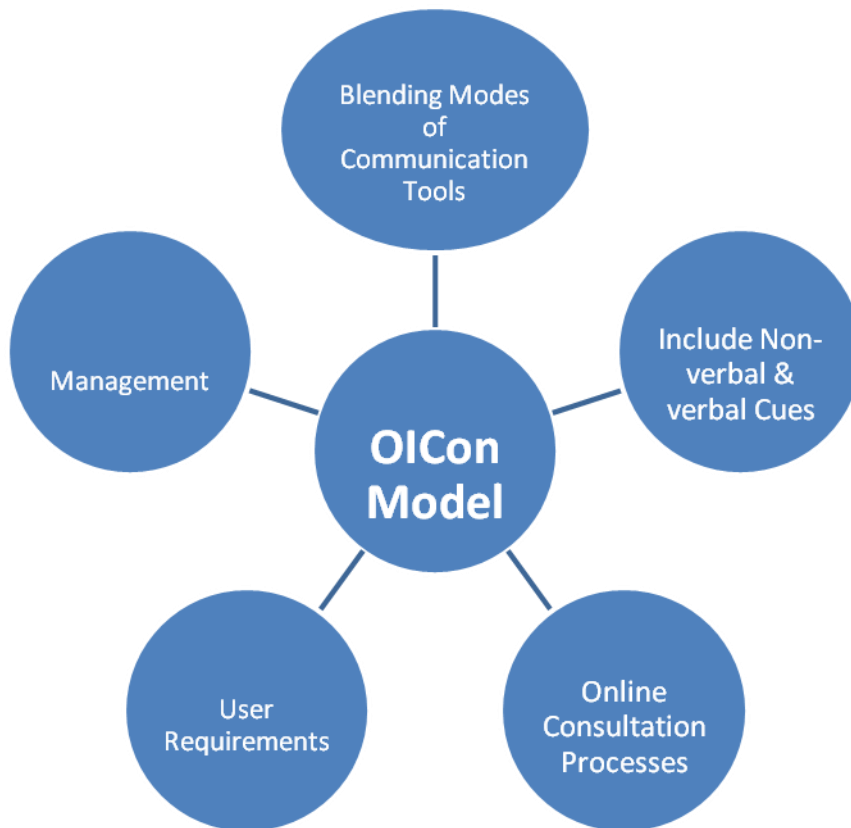 Blending Modes
of
Communication
Tools
Include Non-
verbal &
verbal Cues
Management
OICon
Model
User
Requirements
Online
Consultation
Processes